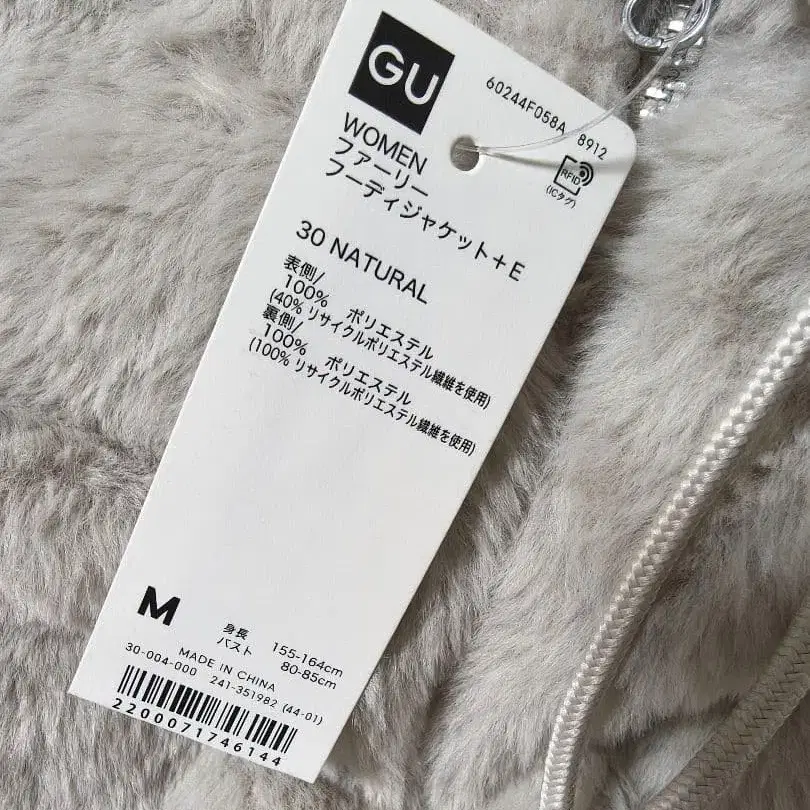 GU
60244F058A 8912
RFID
(ICタグ)
WOMEN
ファーリー
フーディジャケット+E
30 NATURAL
表側/
100% ポリエステル
(40% リサイクルポリエステル繊維を使用)
裏側/
100% ポリエステル
(100% リサイクルポリエステル繊維を使用)
M
身長 155-164cm
バスト 80-85cm
MADE IN CHINA
30-004-000 241-351982 (44-01)
2200071746144